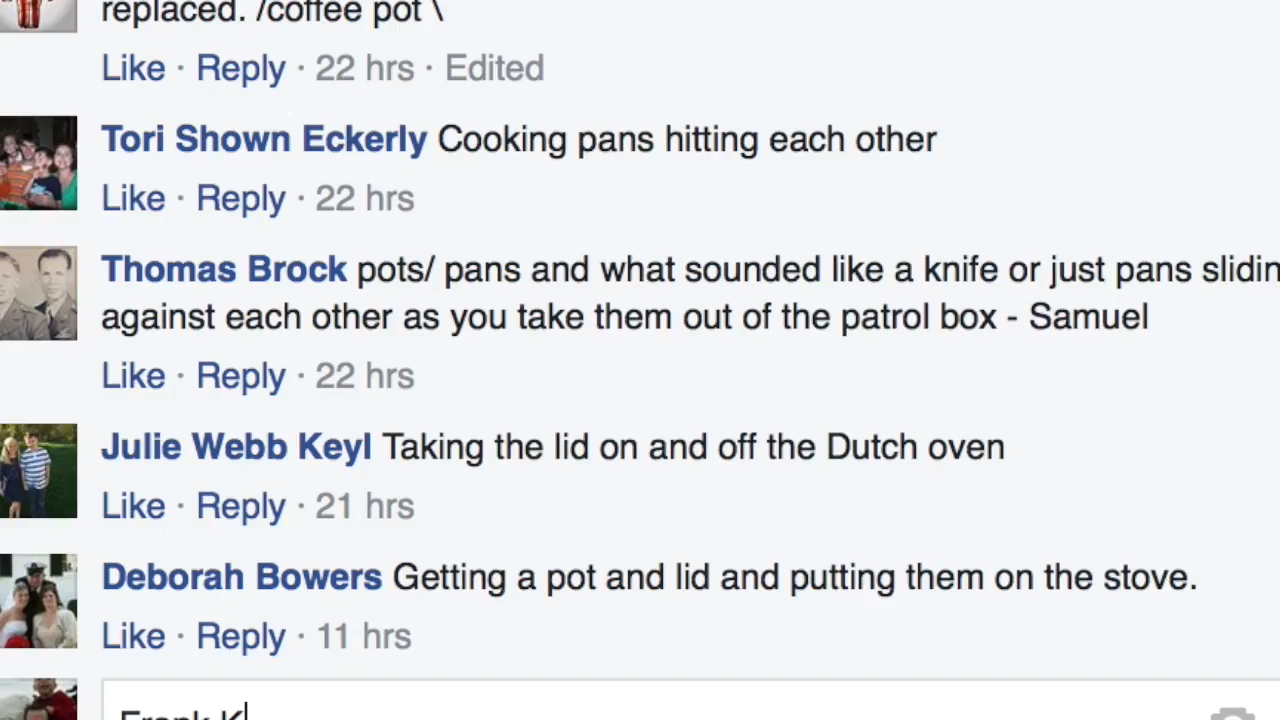 replaced. /coffee pot \
Like · Reply · 22 hrs · Edited
Tori Shown Eckerly Cooking pans hitting each other
Like · Reply · 22 hrs
Thomas Brock pots/ pans and what sounded like a knife or just pans slidin
against each other as you take them out of the patrol box - Samuel
Like · Reply · 22 hrs
Julie Webb Keyl Taking the lid on and off the Dutch oven
Like · Reply · 21 hrs
Deborah Bowers Getting a pot and lid and putting them on the stove.
Like · Reply · 11 hrs
Frank K